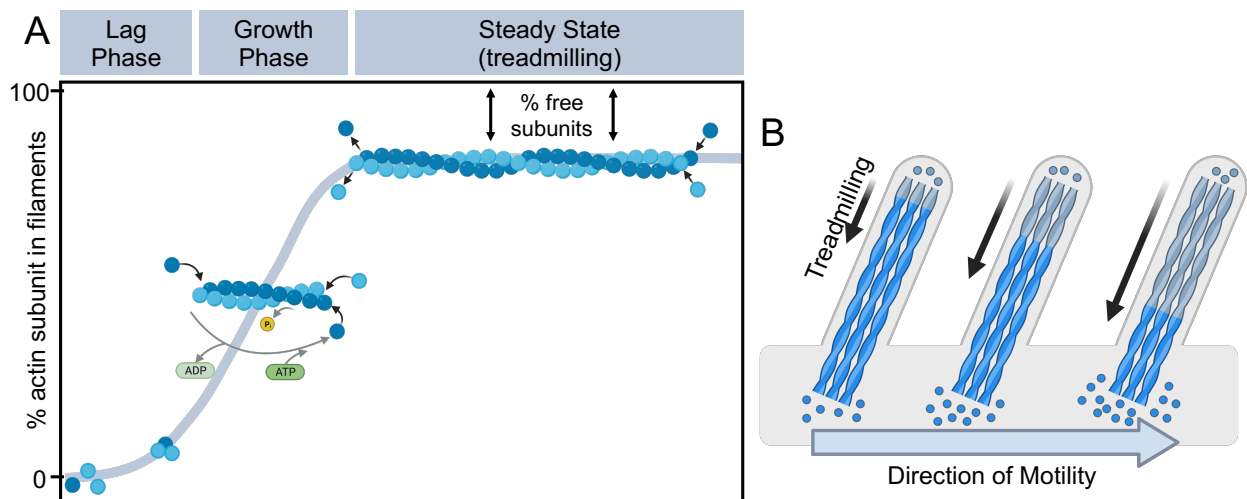 A
Lag
Phase
Growth
Phase
Steady State
(treadmilling)
% actin subunit in filaments
100
0
% free
subunits
Pi
ADP
ATP
B
Treadmilling
Direction of Motility